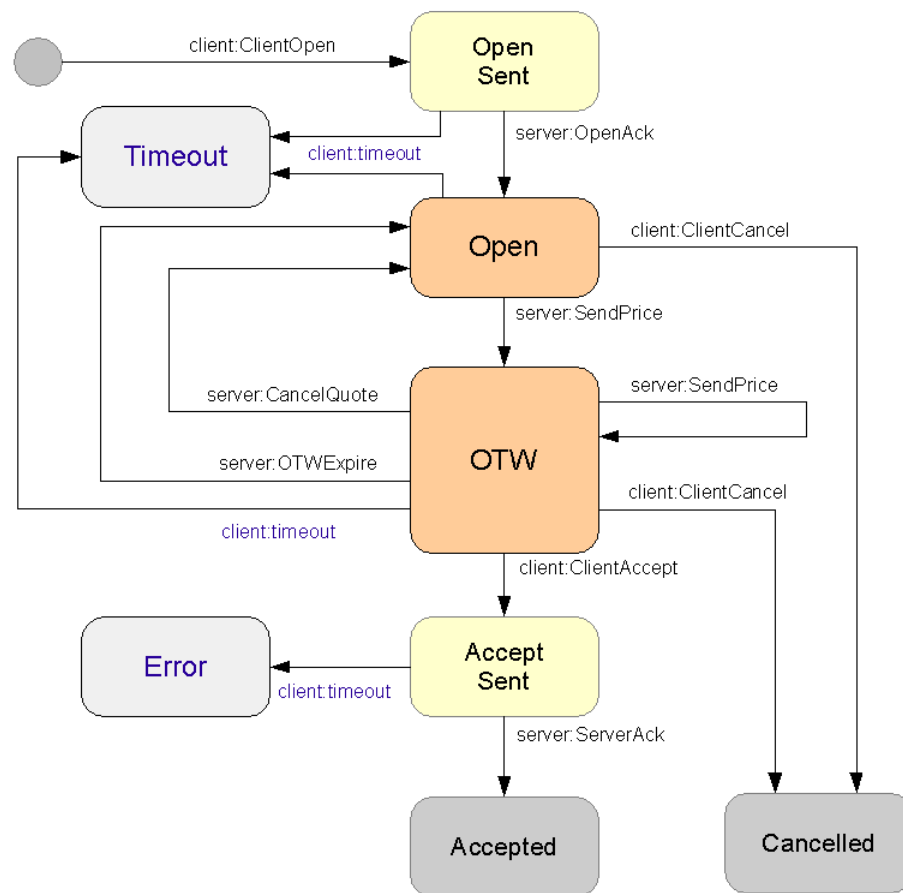 client:ClientOpen
Open
Sent
server:OpenAck
Timeout
client:timeout
Open
client:ClientCancel
server:SendPrice
server:CancelQuote
server:SendPrice
OTW
server:OTWExpire
client:ClientCancel
client:timeout
client:ClientAccept
Error
Accept
Sent
client:timeout
server:ServerAck
Accepted
Cancelled